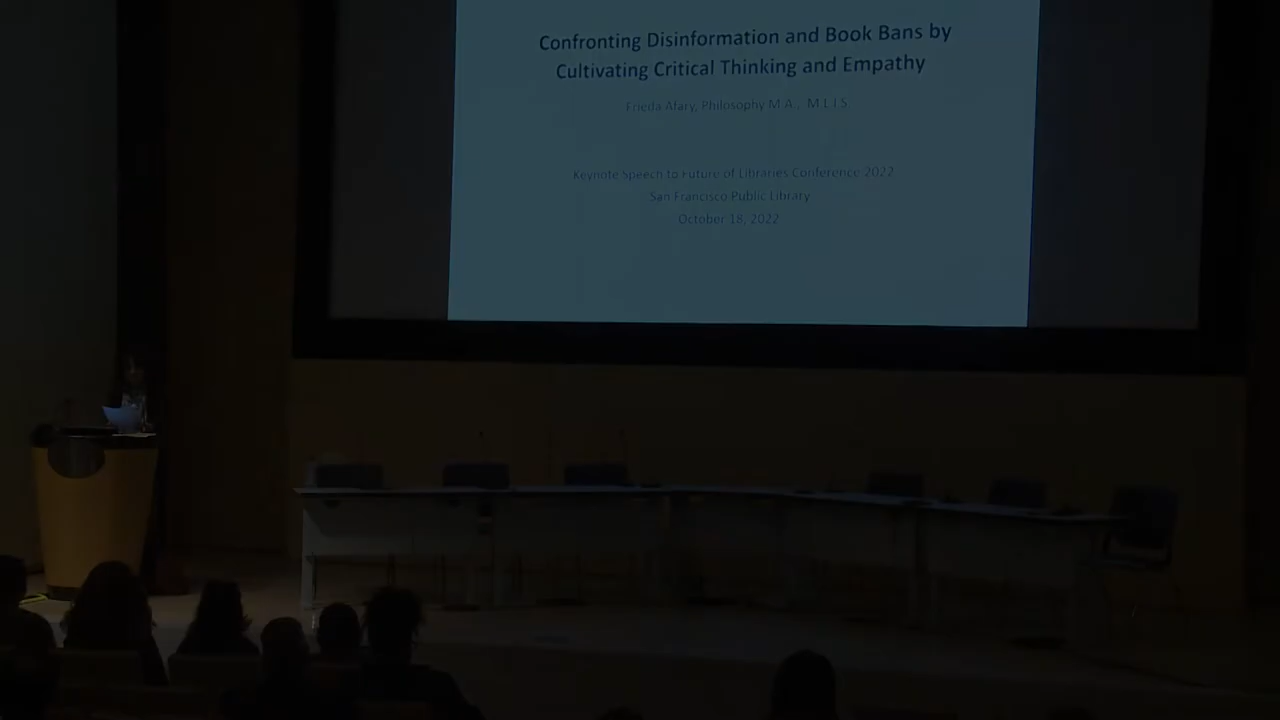 Confronting Disinformation and Book Bans by
Cultivating Critical Thinking and Empathy
Frieda Afary, Philosophy M.A., M.L.I.S.
Keynote Speech to Future of Libraries Conference 2022
San Francisco Public Library
October 18, 2022